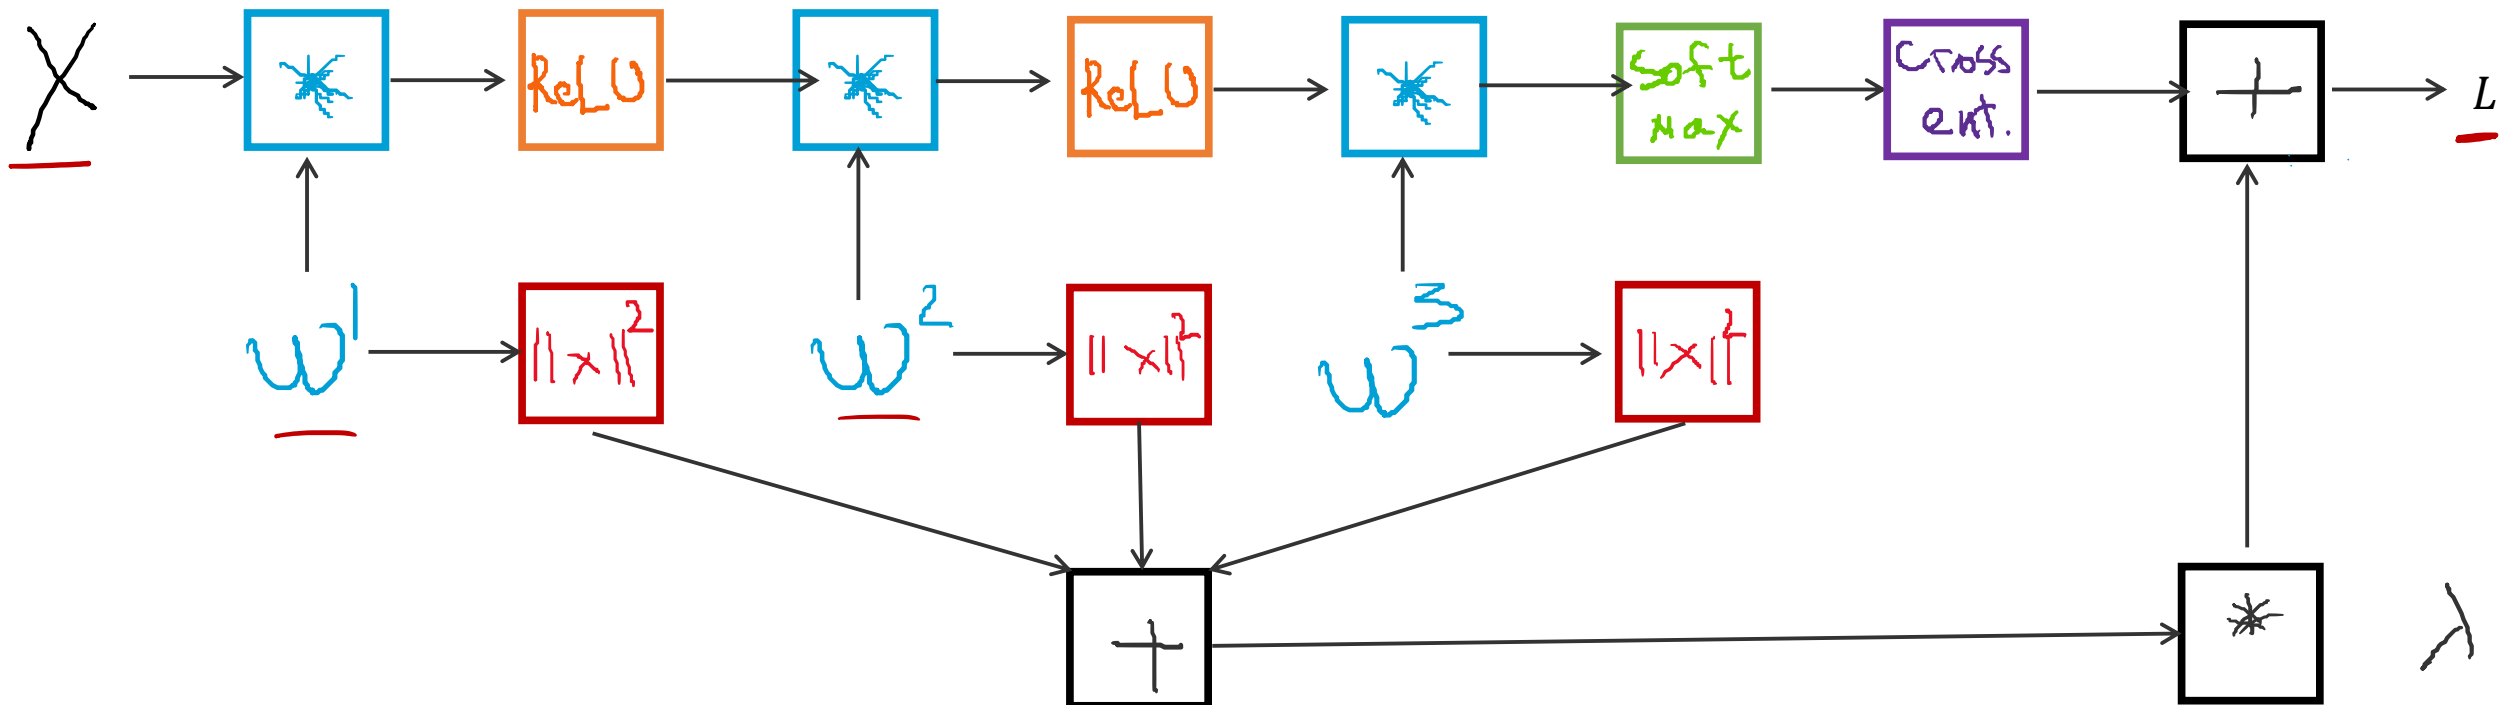 X * ReLU * ReLU * Soft max Cross ent. + L
W1 ||x||2 W2 ||x||2 W3 ||x||2
+ * λ